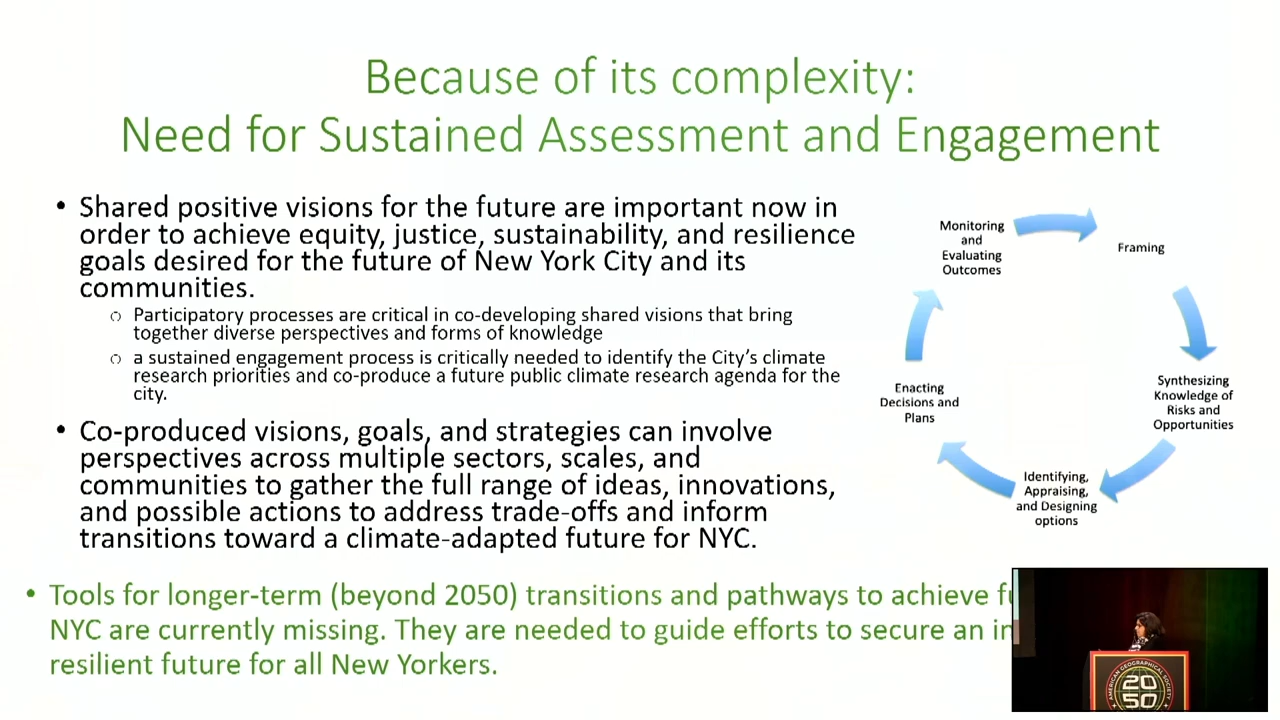 Because of its complexity:
Need for Sustained Assessment and Engagement
• Shared positive visions for the future are important now in
order to achieve equity, justice, sustainability, and resilience
goals desired for the future of New York City and its
communities.
Participatory processes are critical in co-developing shared visions that bring
together diverse perspectives and forms of knowledge
a sustained engagement process is critically needed to identify the City's climate
research priorities and co-produce a future public climate research agenda for the
city.
• Co-produced visions, goals, and strategies can involve
perspectives across multiple sectors, scales, and
communities to gather the full range of ideas, innovations,
and possible actions to address trade-offs and inform
transitions toward a climate-adapted future for NYC.
• Tools for longer-term (beyond 2050) transitions and pathways to achieve
NYC are currently missing. They are needed to guide efforts to secure an
resilient future for all New Yorkers.
Monitoring
and
Evaluating
Outcomes
Framing
Synthesizing
Knowledge of
Risks and
Opportunities
Identifying,
Appraising,
and Designing
options
Enacting
Decisions and
Plans
AMERICAN GEOGRAPHICAL SOCIETY
20
50